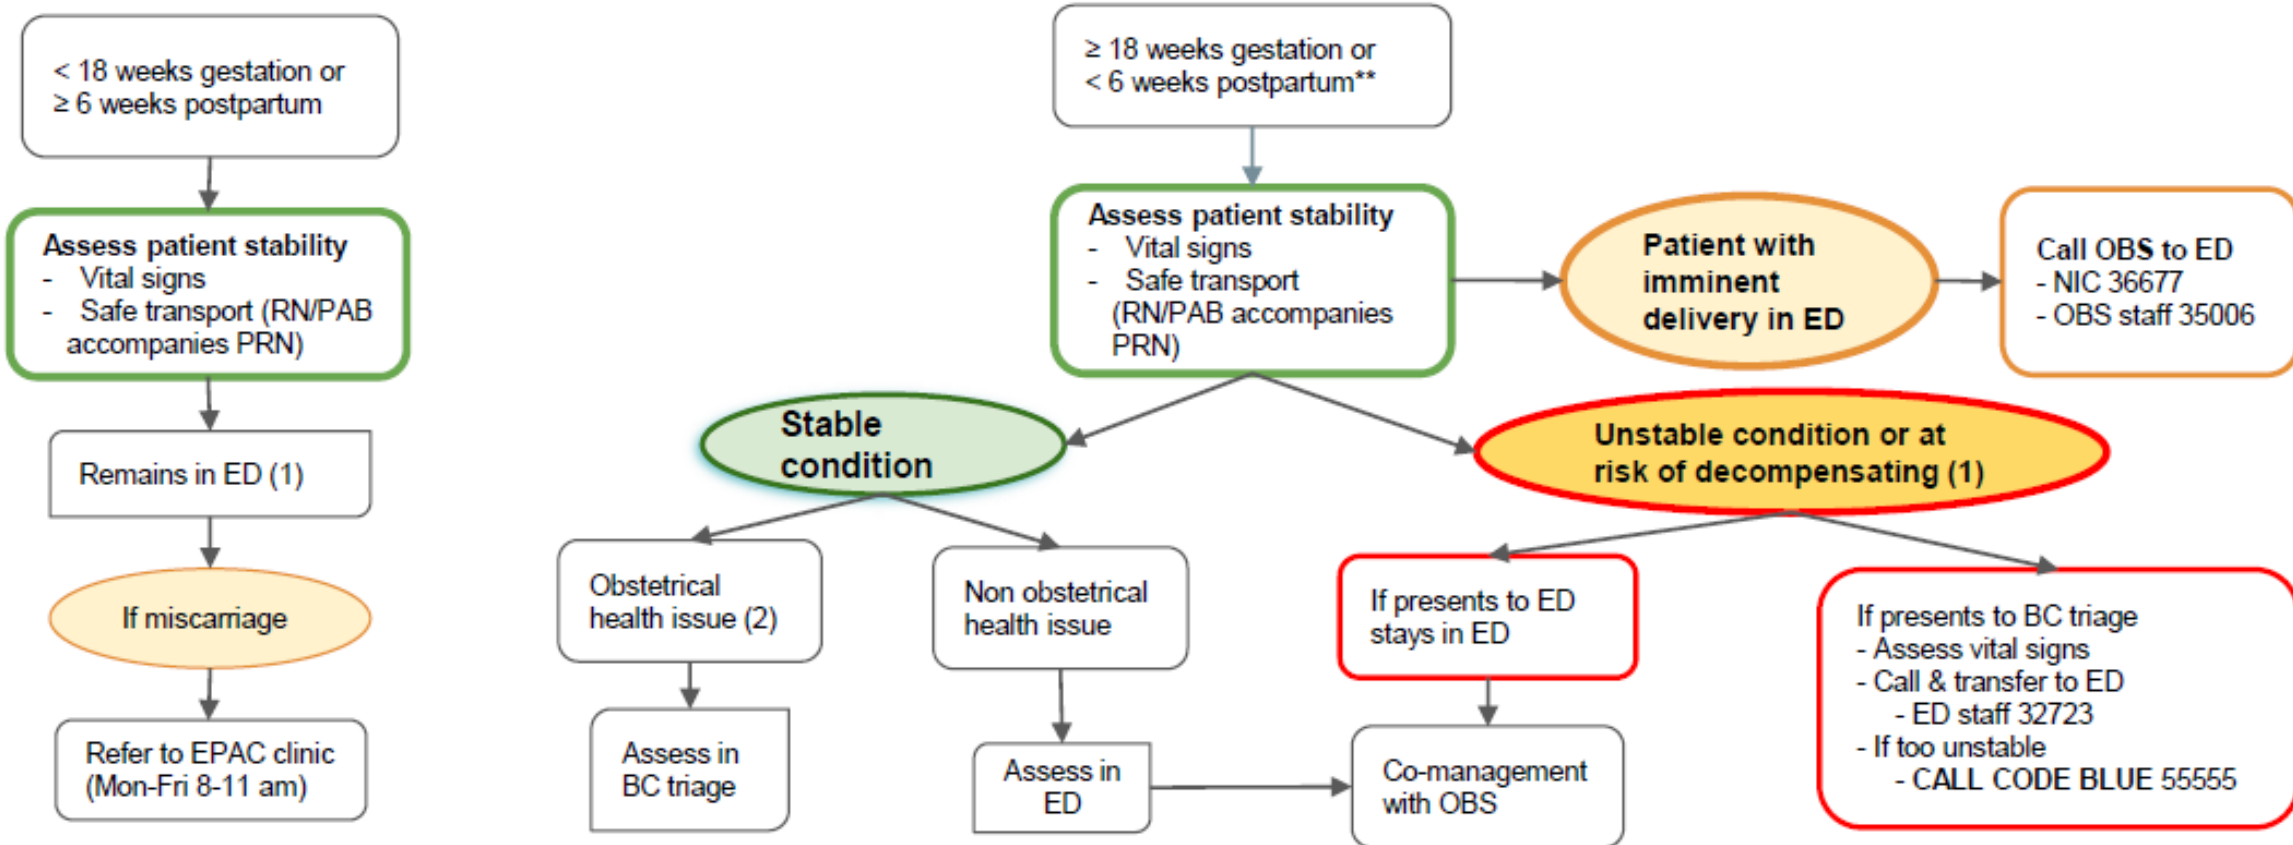 < 18 weeks gestation or
≥ 6 weeks postpartum
Assess patient stability
- Vital signs
- Safe transport (RN/PAB
accompanies PRN)
Remains in ED (1)
If miscarriage
Refer to EPAC clinic
(Mon-Fri 8-11 am)
≥ 18 weeks gestation or
< 6 weeks postpartum**
Assess patient stability
- Vital signs
- Safe transport
(RN/PAB accompanies
PRN)
Patient with
imminent
delivery in ED
Call OBS to ED
- NIC 36677
- OBS staff 35006
Stable
condition
Unstable condition or at
risk of decompensating (1)
Obstetrical
health issue (2)
Assess in
BC triage
Non obstetrical
health issue
Assess in
ED
If presents to ED
stays in ED
Co-management
with OBS
If presents to BC triage
- Assess vital signs
- Call & transfer to ED
- ED staff 32723
- If too unstable
- CALL CODE BLUE 55555